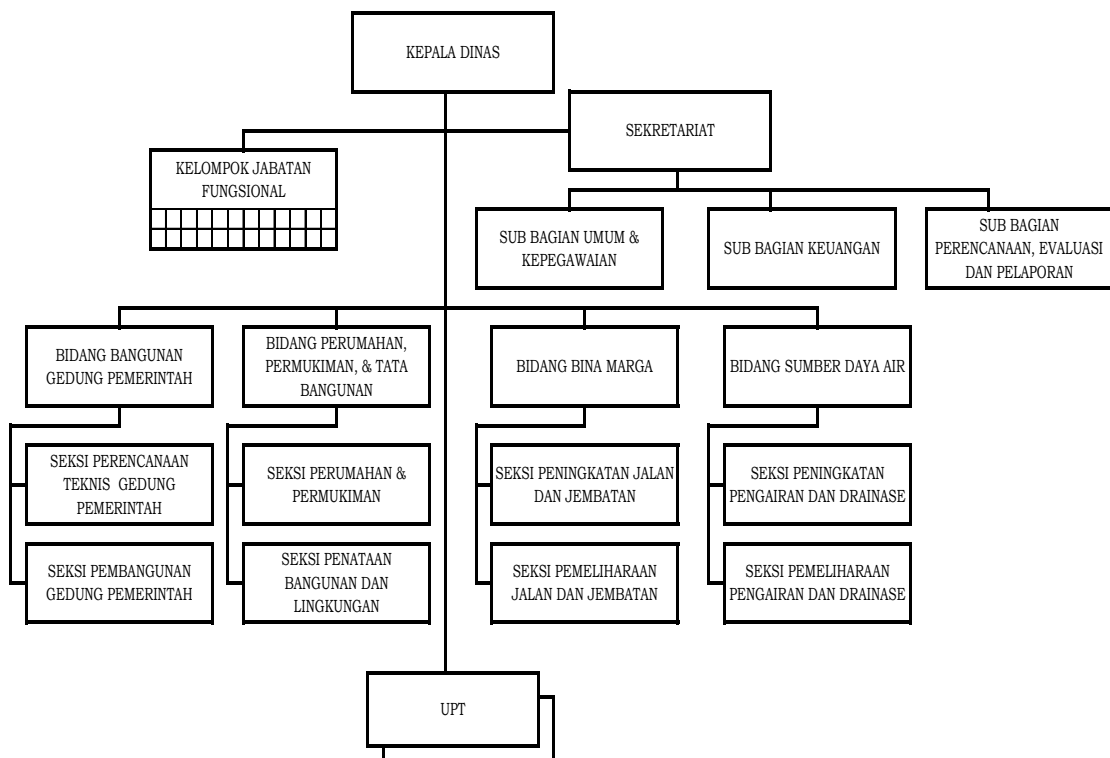 KEPALA DINAS
SEKRETARIAT
KELOMPOK JABATAN
FUNGSIONAL
SUB BAGIAN UMUM &
KEPEGAWAIAN
SUB BAGIAN KEUANGAN
SUB BAGIAN
PERENCANAAN, EVALUASI
DAN PELAPORAN
BIDANG BANGUNAN
GEDUNG PEMERINTAH
BIDANG PERUMAHAN,
PERMUKIMAN, & TATA
BANGUNAN
BIDANG BINA MARGA
BIDANG SUMBER DAYA AIR
SEKSI PERENCANAAN
TEKNIS GEDUNG
PEMERINTAH
SEKSI PERUMAHAN &
PERMUKIMAN
SEKSI PENINGKATAN JALAN
DAN JEMBATAN
SEKSI PENINGKATAN
PENGAIRAN DAN DRAINASE
SEKSI PEMBANGUNAN
GEDUNG PEMERINTAH
SEKSI PENATAAN
BANGUNAN DAN
LINGKUNGAN
SEKSI PEMELIHARAAN
JALAN DAN JEMBATAN
SEKSI PEMELIHARAAN
PENGAIRAN DAN DRAINASE
UPT